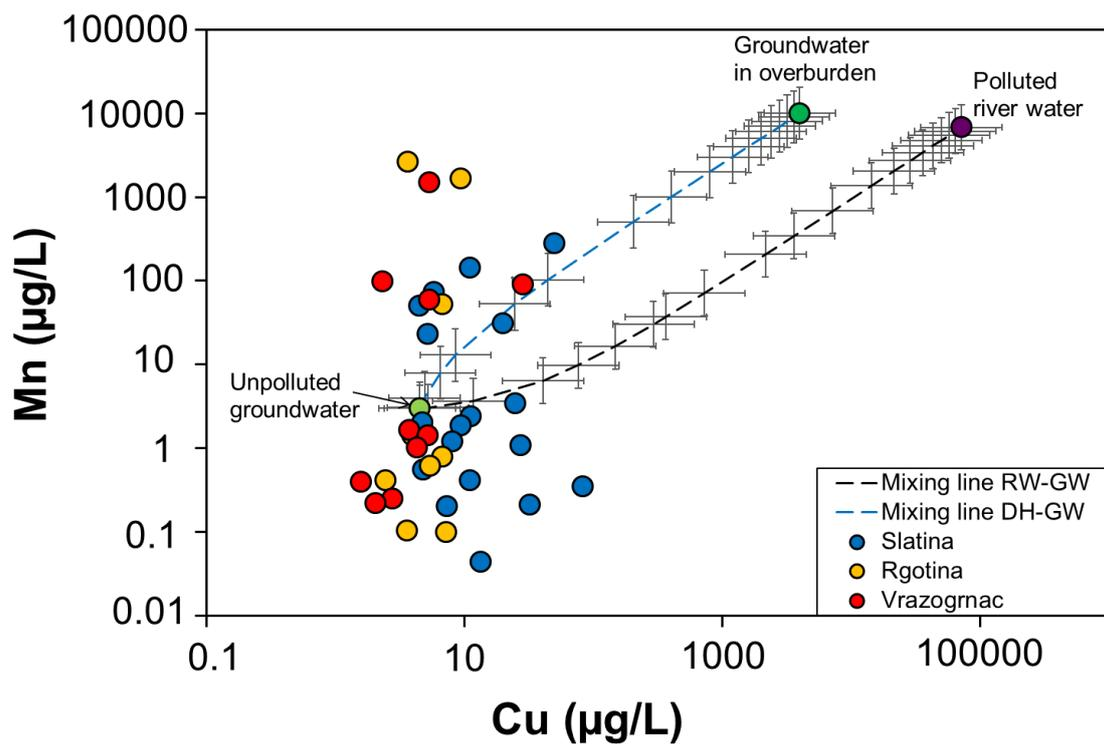 100000
10000
1000
100
10
1
0.1
0.01
Mn (µg/L)
Groundwater
in overburden
Polluted
river water
Unpolluted
groundwater
Mixing line RW-GW
Mixing line DH-GW
Slatina
Rgotina
Vrazogrnac
0.1
10
1000
100000
Cu (µg/L)